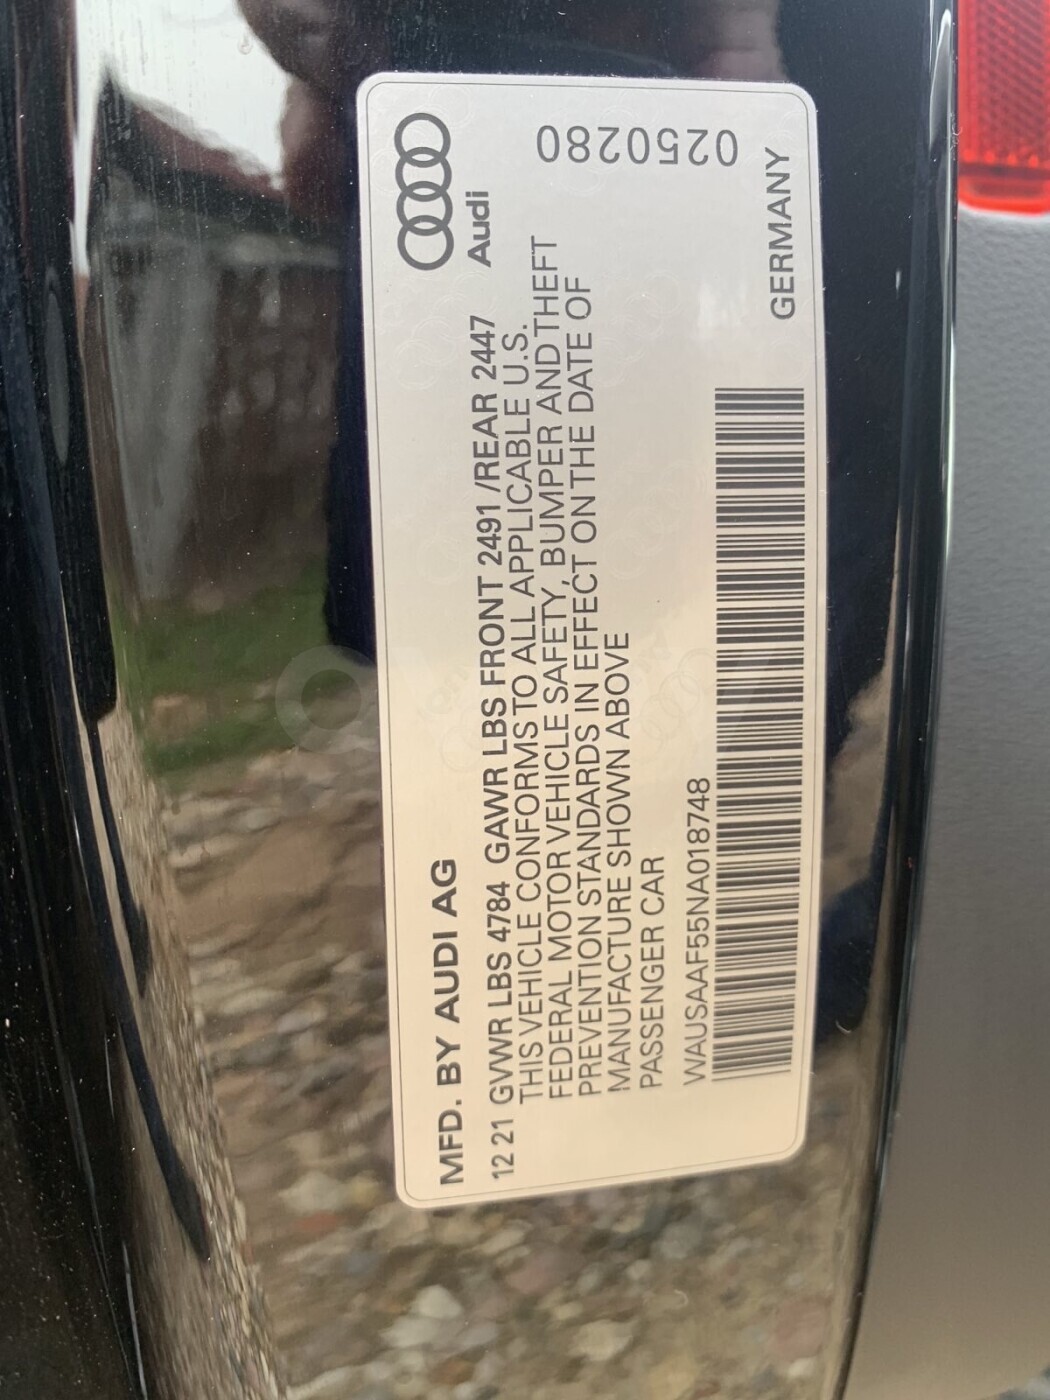 Audi
MFD. BY AUDI AG
12 21 GVWR LBS 4784 GAWR LBS FRONT 2491 /REAR 2447
THIS VEHICLE CONFORMS TO ALL APPLICABLE U.S.
FEDERAL MOTOR VEHICLE SAFETY, BUMPER AND THEFT
PREVENTION STANDARDS IN EFFECT ON THE DATE OF
MANUFACTURE SHOWN ABOVE
PASSENGER CAR
WAUSAAF55NA018748
GERMANY
0250280